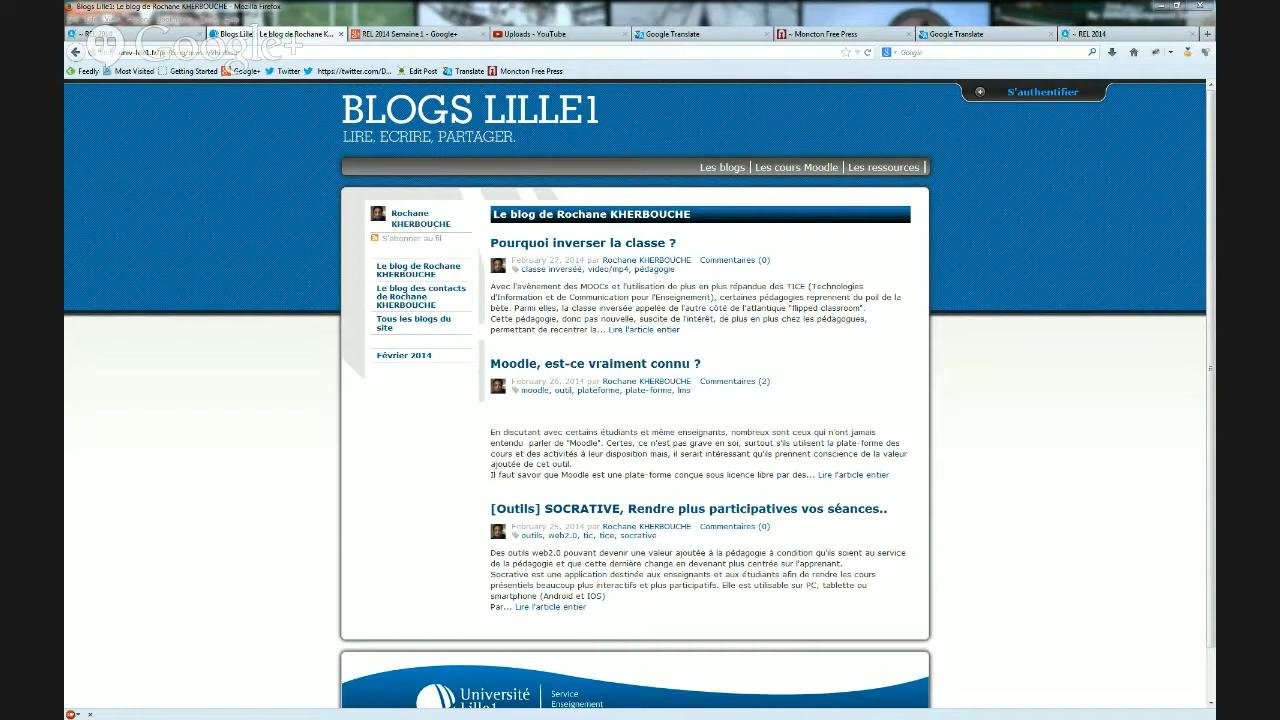 Blogs Lille1: Le blog de Rochane KHERBOUCHE - Mozilla Firefox
Google+
~ REL 2014
Blogs Lille
Le blog de Rochane K...
REL 2014 Semaine 1 - Google+
Uploads - YouTube
Google Translate
~ Moncton Free Press
Google Translate
~ REL 2014
Google
Feedly
Most Visited
Getting Started
Google+
Twitter
https://twitter.com/D...
Edit Post
Translate
Moncton Free Press
BLOGS LILLE1
LIRE, ECRIRE, PARTAGER.
S'authentifier
Les blogs | Les cours Moodle | Les ressources |
Rochane
KHERBOUCHE
S'abonner au fil
Le blog de Rochane
KHERBOUCHE
Le blog des contacts
de Rochane
KHERBOUCHE
Tous les blogs du
site
Février 2014
Le blog de Rochane KHERBOUCHE
Pourquoi inverser la classe ?
February 27, 2014 par Rochane KHERBOUCHE Commentaires (0)
classe inverséé, video/mp4, pédagogie
Avec l'avènement des MOOCs et l'utilisation de plus en plus répandue des TICE (Technologies
d'Information et de Communication pour l'Enseignement), certaines pédagogies reprennent du poil de la
bète. Parmi elles, la classe inversée appelée de l'autre côté de l'atlantique "flipped classroom".
Cette pédagogie, donc pas nouvelle, suscite de l'intérêt, de plus en plus chez les pédagogues,
permettant de recentrer la... Lire l'article entier
Moodle, est-ce vraiment connu ?
February 26, 2014 par Rochane KHERBOUCHE Commentaires (2)
moodle, outil, plateforme, plate-forme, lms
En discutant avec certains étudiants et même enseignants, nombreux sont ceux qui n'ont jamais
entendu parler de "Moodle". Certes, ce n'est pas grave en soi, surtout s'ils utilisent la plate-forme des
cours et des activités à leur disposition mais, il serait intéressant qu'ils prennent conscience de la valeur
ajoutée de cet outil.
Il faut savoir que Moodle est une plate-forme conçue sous licence libre par des... Lire l'article entier
[Outils] SOCRATIVE, Rendre plus participatives vos séances..
February 25, 2014 par Rochane KHERBOUCHE Commentaires (0)
outils, web2.0, tic, tice, socrative
Des outils web2.0 pouvant devenir une valeur ajoutée à la pédagogie à condition qu'ils soient au service
de la pédagogie et que cette dernière change en devenant plus centrée sur l'apprenant.
Socrative est une application destinée aux enseignants et aux étudiants afin de rendre les cours
présentiels beaucoup plus interactifs et plus participatifs. Elle est utilisable sur PC, tablette ou
smartphone (Android et IOS)
Par... Lire l'article entier
Université
Lille1
Service
Enseignement